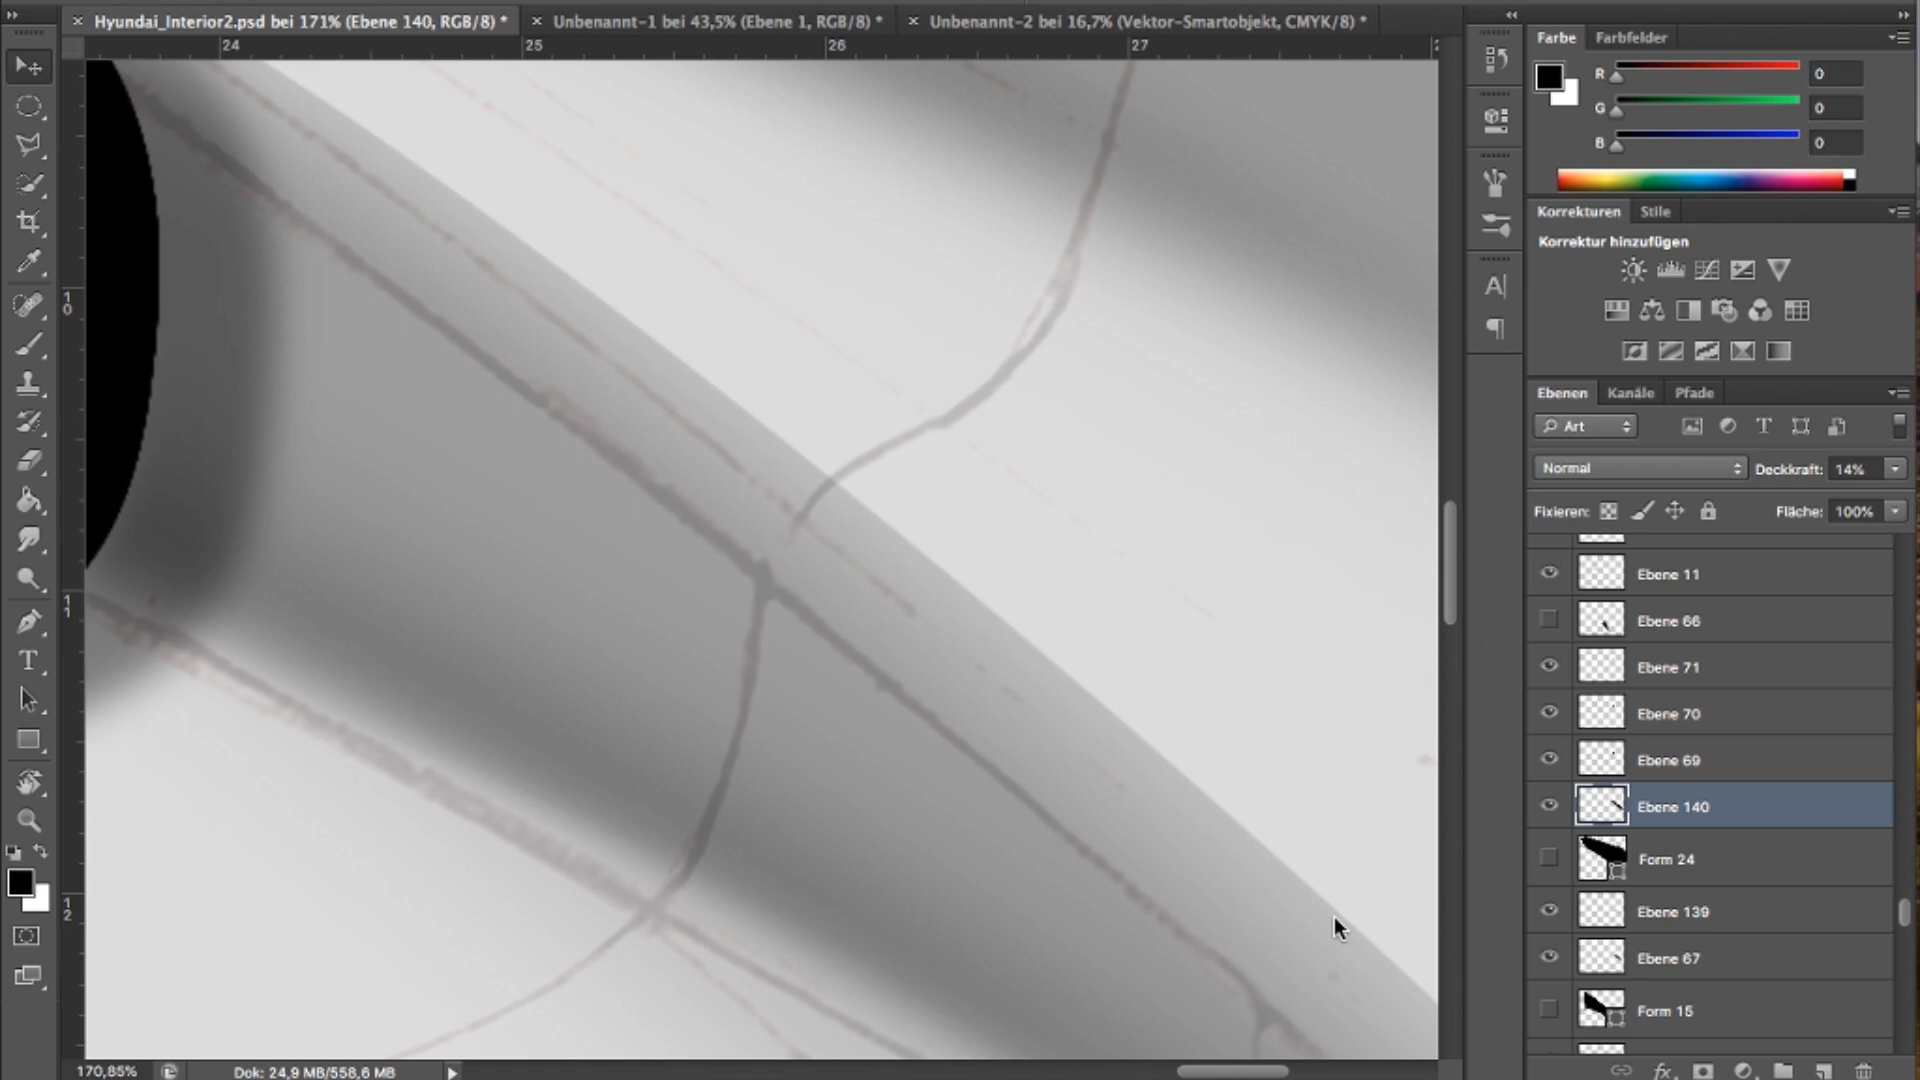 Hyundai_Interior2.psd bei 171% (Ebene 140, RGB/8) *
Unbenannt-1 bei 43,5% (Ebene 1, RGB/8) *
Unbenannt-2 bei 16,7% (Vektor-Smartobjekt, CMYK/8) *
24 25 26 27
10
11
12
Farbe Farbfelder
R 0
G 0
B 0
Korrekturen Stile
Korrektur hinzufügen
Ebenen Kanäle Pfade
Art
Normal Deckkraft: 14%
Fixieren: Fläche: 100%
Ebene 11
Ebene 66
Ebene 71
Ebene 70
Ebene 69
Ebene 140
Form 24
Ebene 139
Ebene 67
Form 15
170,85% Dok: 24,9 MB/558,6 MB